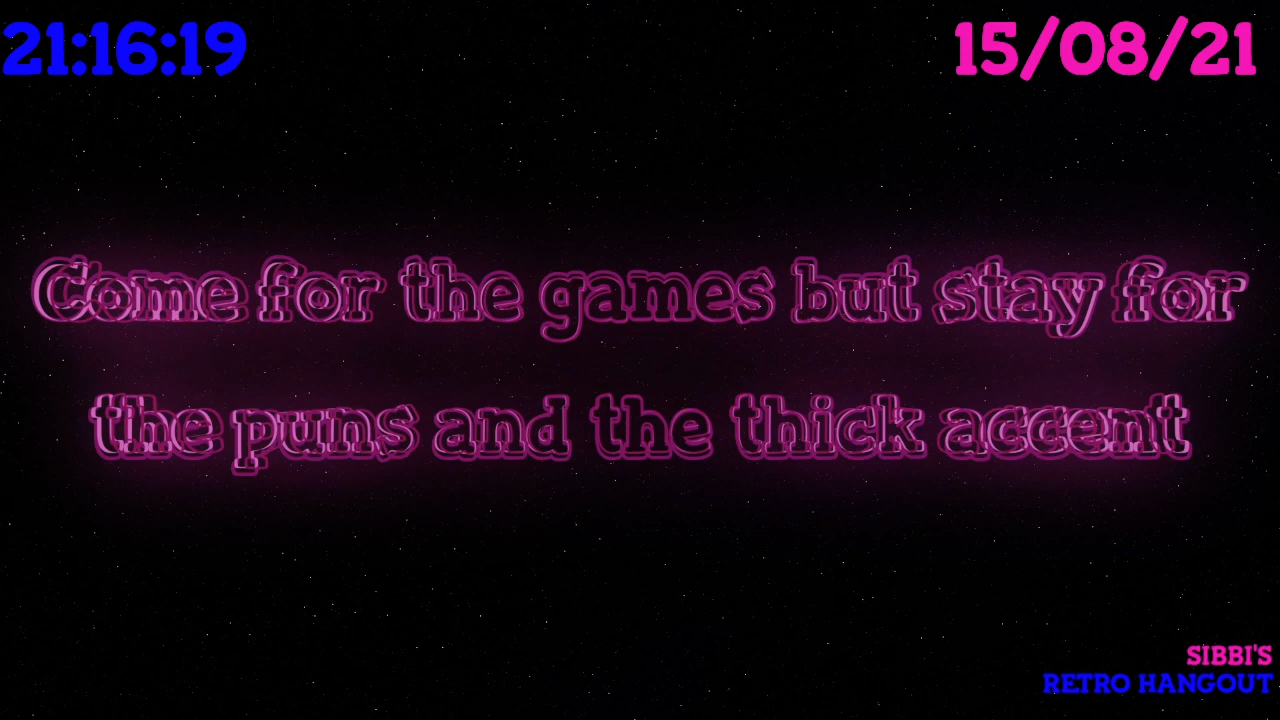 21:16:19
15/08/21
Come for the games but stay for
the puns and the thick accent
SIBBI'S
RETRO HANGOUT